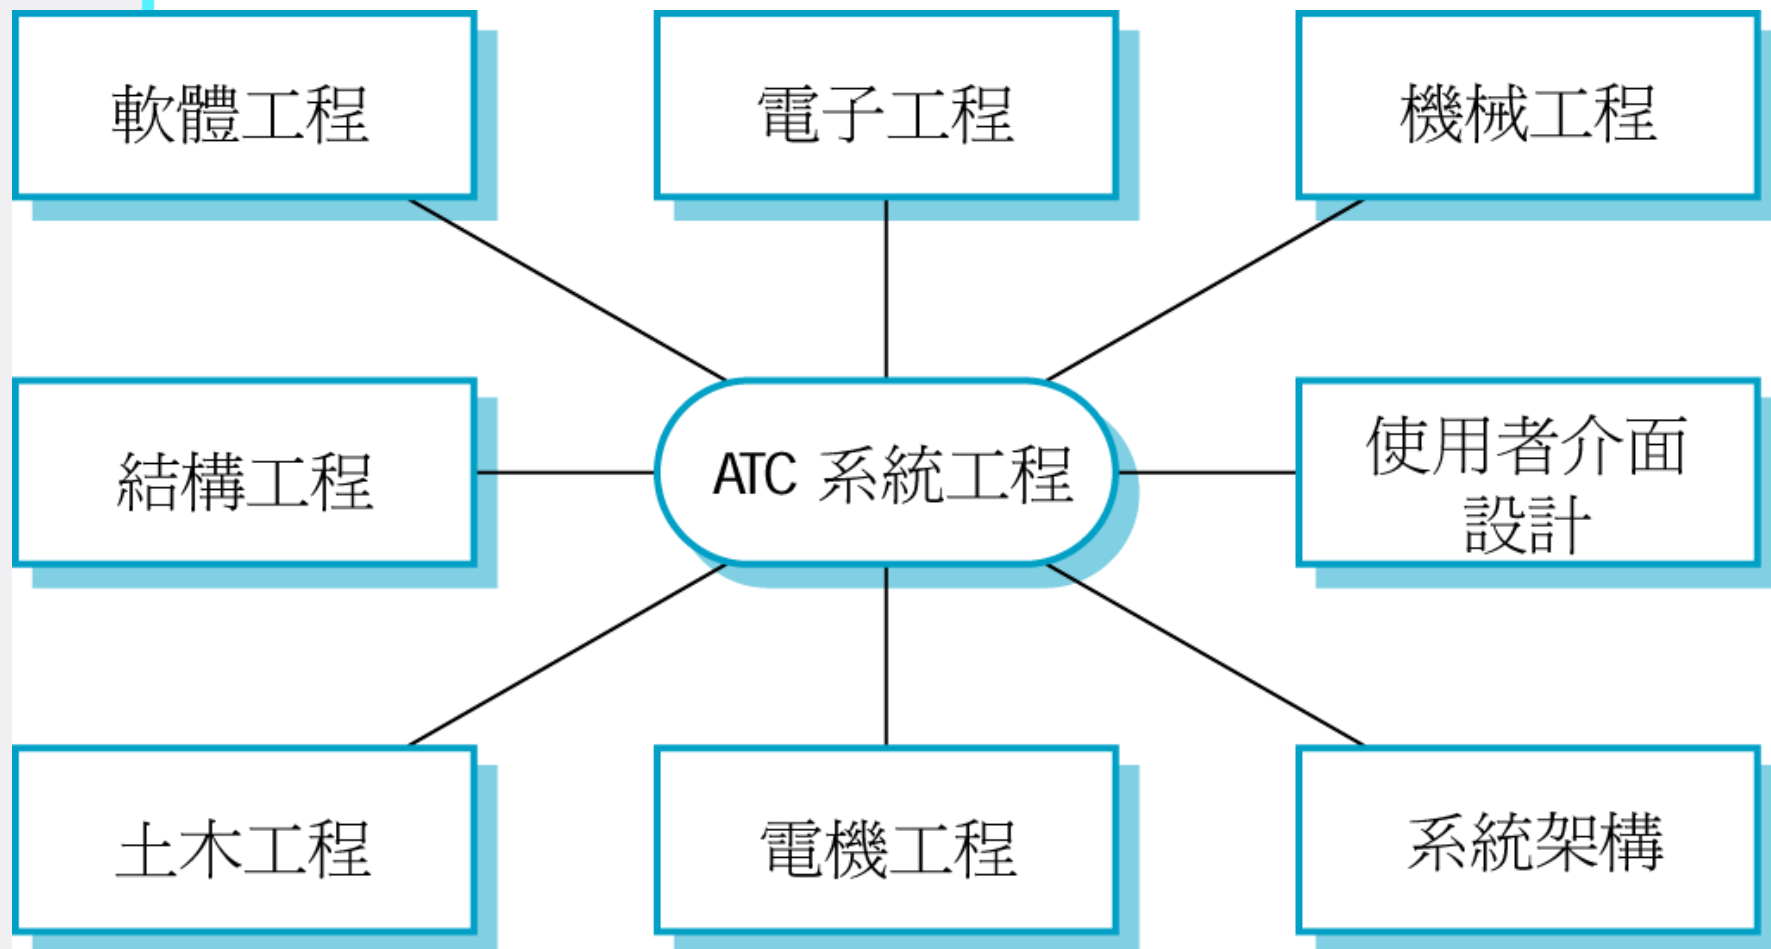 軟體工程
電子工程
機械工程
結構工程
ATC 系統工程
使用者介面
設計
土木工程
電機工程
系統架構